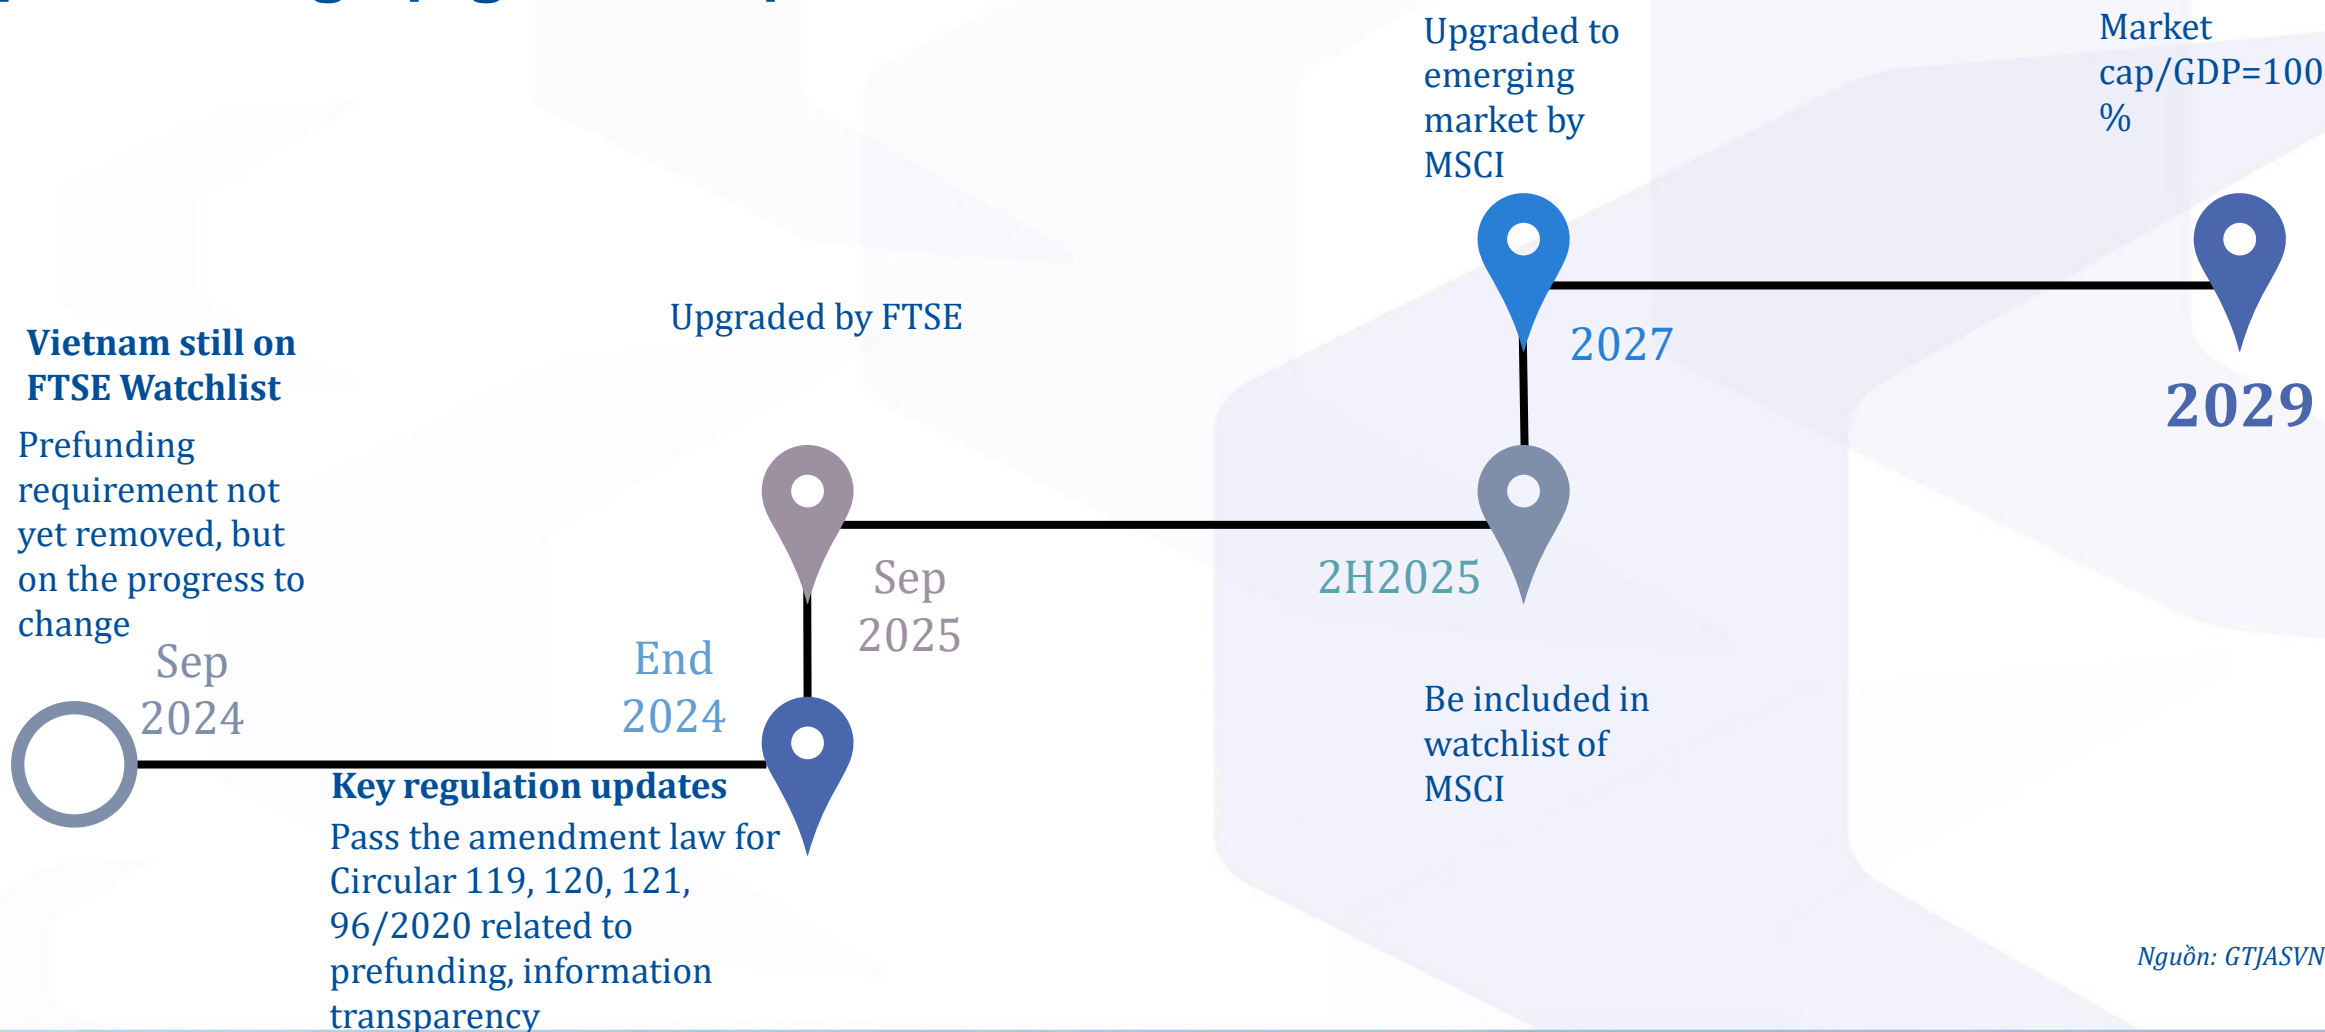 Vietnam still on
FTSE Watchlist
Prefunding
requirement not
yet removed, but
on the progress to
change
Sep
2024
End
2024
Key regulation updates
Pass the amendment law for
Circular 119, 120, 121,
96/2020 related to
prefunding, information
transparency
Upgraded by FTSE
Sep
2025
2H2025
Be included in
watchlist of
MSCI
Upgraded to
emerging
market by
MSCI
2027
Market
cap/GDP=100
%
2029
Nguồn: GTJASVN